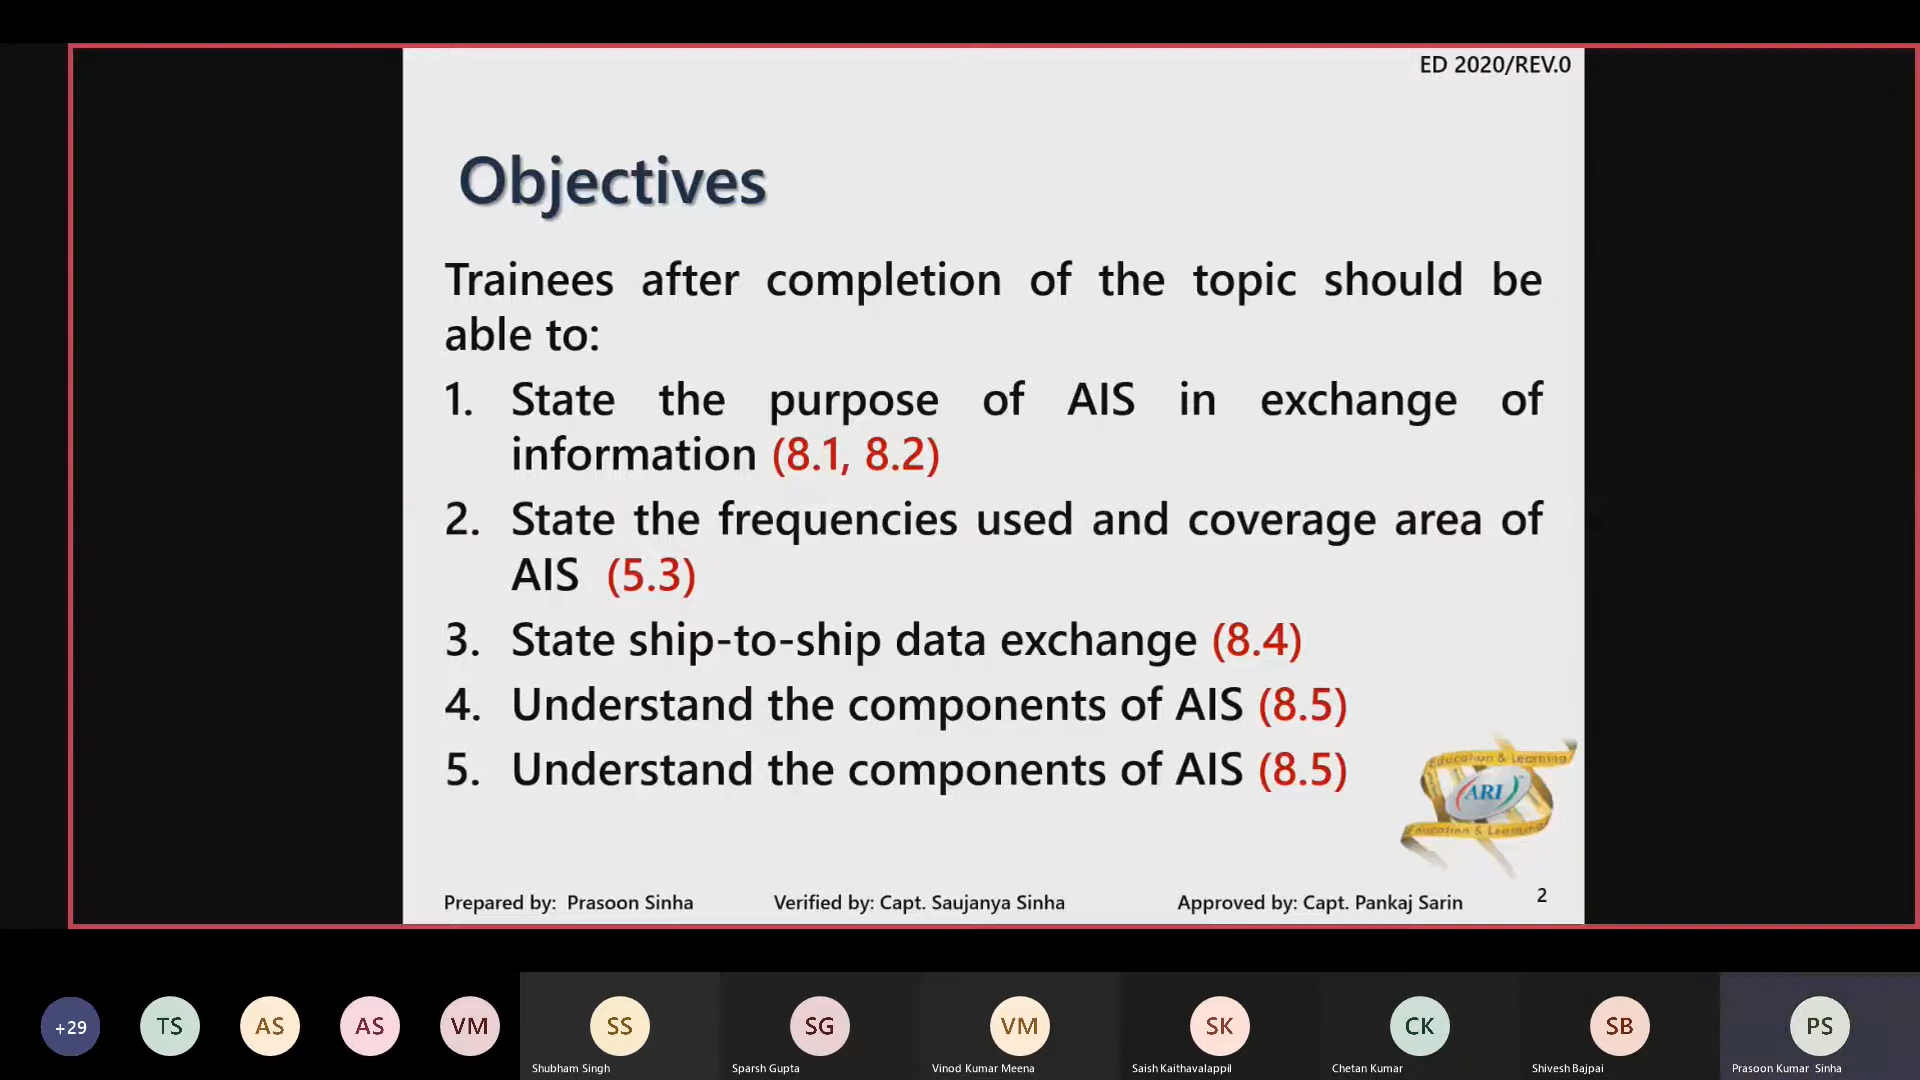 ED 2020/REV.0
Objectives
Trainees after completion of the topic should be
able to:
1. State the purpose of AIS in exchange of
information (8.1, 8.2)
2. State the frequencies used and coverage area of
AIS (5.3)
3. State ship-to-ship data exchange (8.4)
4. Understand the components of AIS (8.5)
5. Understand the components of AIS (8.5)
Education & Learning
ARI
Education & Learning
Prepared by: Prasoon Sinha Verified by: Capt. Saujanya Sinha Approved by: Capt. Pankaj Sarin 2
+29 TS AS AS VM SS SG VM SK CK SB PS
Shubham Singh Sparsh Gupta Vinod Kumar Meena Saish Kaithavalappil Chetan Kumar Shivesh Bajpai Prasoon Kumar Sinha